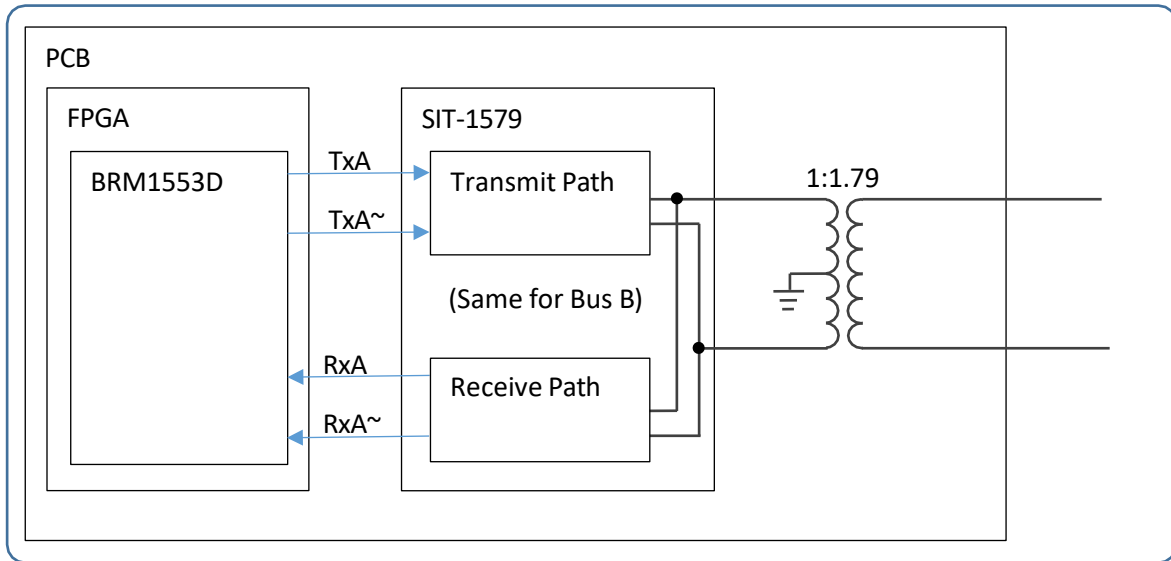 PCB
FPGA
SIT-1579
BRM1553D
TxA
Transmit Path
1:1.79
TxA~
(Same for Bus B)
RxA
Receive Path
RxA~